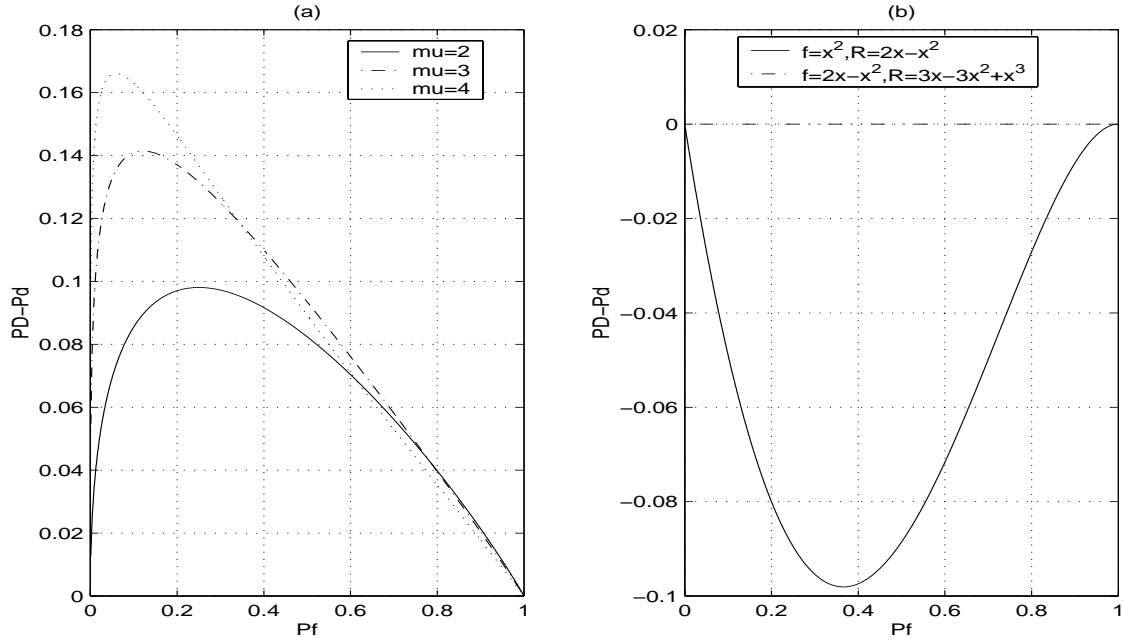 (a)
0.18
0.16
0.14
0.12
0.1
0.08
0.06
0.04
0.02
0
PD−Pd
mu=2
mu=3
mu=4
0 0.2 0.4 0.6 0.8 1
Pf
(b)
0.02
0
−0.02
−0.04
−0.06
−0.08
−0.1
PD−Pd
f=x²,R=2x−x²
f=2x−x²,R=3x−3x²+x³
0 0.2 0.4 0.6 0.8 1
Pf